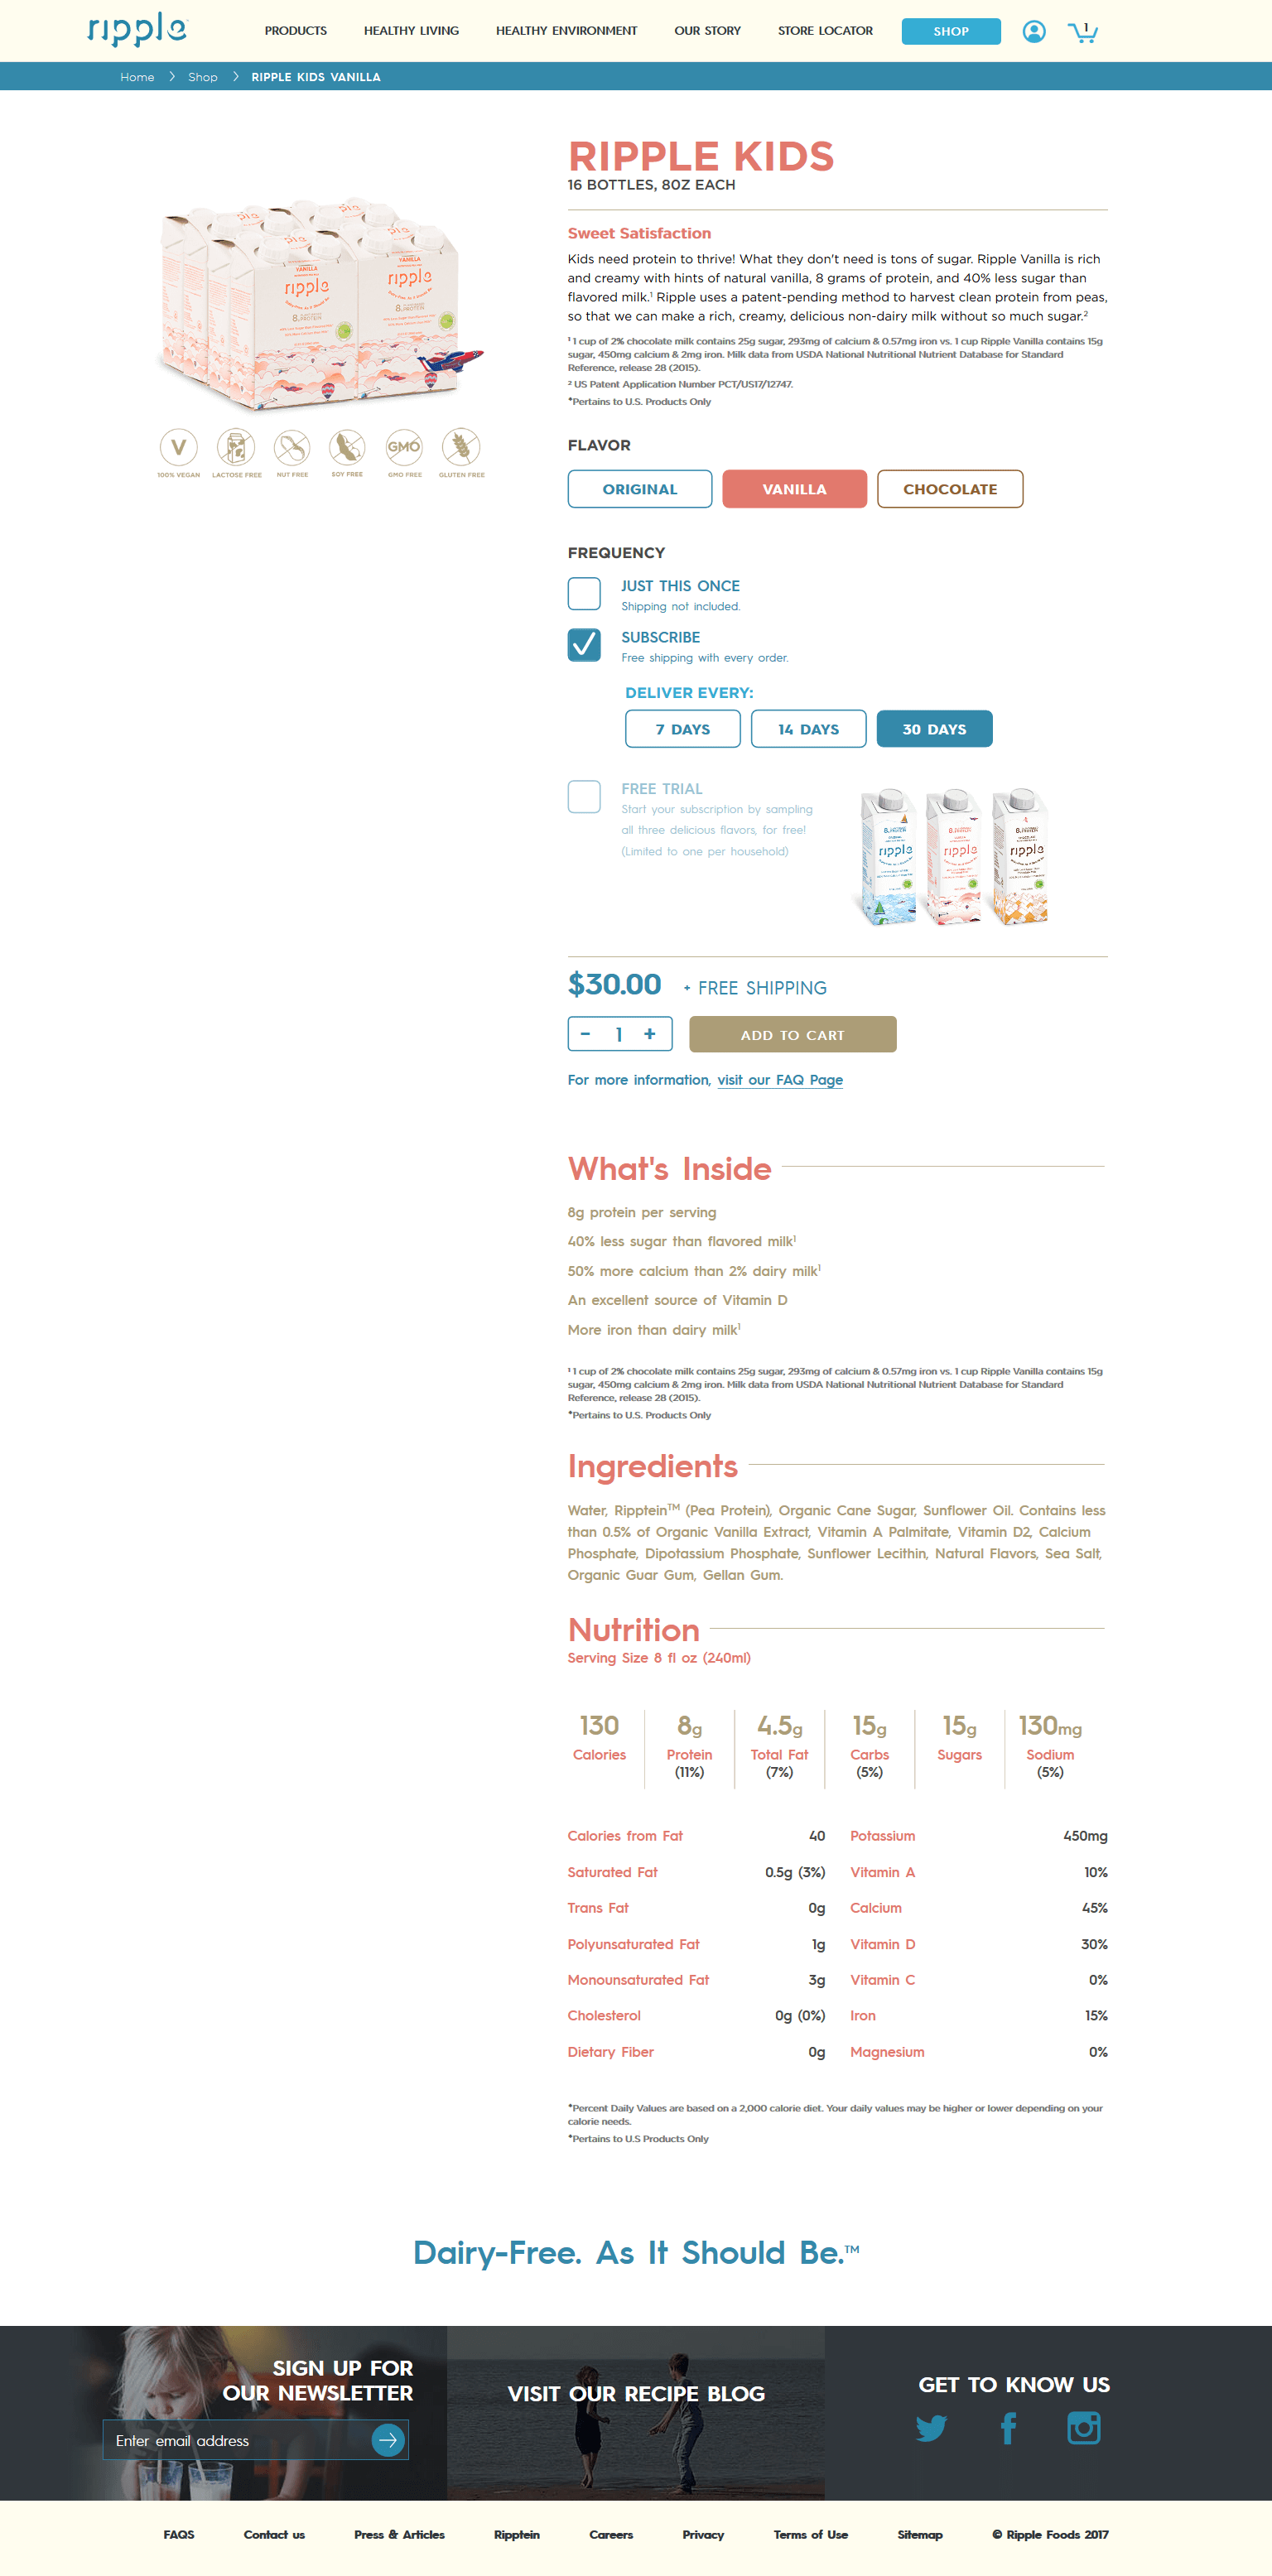 ripple
PRODUCTS
HEALTHY LIVING
HEALTHY ENVIRONMENT
OUR STORY
STORE LOCATOR
SHOP
1
Home > Shop > RIPPLE KIDS VANILLA
RIPPLE KIDS
16 BOTTLES, 8OZ EACH
Sweet Satisfaction
Kids need protein to thrive! What they don't need is tons of sugar. Ripple Vanilla is rich
and creamy with hints of natural vanilla, 8 grams of protein, and 40% less sugar than
flavored milk.¹ Ripple uses a patent-pending method to harvest clean protein from peas,
so that we can make a rich, creamy, delicious non-dairy milk without so much sugar.²
¹ 1 cup of 2% chocolate milk contains 25g sugar, 293mg of calcium & 0.57mg iron vs. 1 cup Ripple Vanilla contains 15g
sugar, 450mg calcium & 2mg iron. Milk data from USDA National Nutritional Nutrient Database for Standard
Reference, release 28 (2015).
² US Patent Application Number PCT/US17/12747.
*Pertains to U.S. Products Only
VANILLA
ripple
VANILLA
ripple
100% VEGAN
LACTOSE FREE
NUT FREE
SOY FREE
GMO
GMO FREE
GLUTEN FREE
FLAVOR
ORIGINAL
VANILLA
CHOCOLATE
FREQUENCY
JUST THIS ONCE
Shipping not included.
SUBSCRIBE
Free shipping with every order.
DELIVER EVERY:
7 DAYS
14 DAYS
30 DAYS
FREE TRIAL
Start your subscription by sampling
all three delicious flavors, for free!
(Limited to one per household)
ripple
ripple
ripple
$30.00 + FREE SHIPPING
- 1 +
ADD TO CART
For more information, visit our FAQ Page
What's Inside
8g protein per serving
40% less sugar than flavored milk¹
50% more calcium than 2% dairy milk¹
An excellent source of Vitamin D
More iron than dairy milk¹
¹ 1 cup of 2% chocolate milk contains 25g sugar, 293mg of calcium & 0.57mg iron vs. 1 cup Ripple Vanilla contains 15g
sugar, 450mg calcium & 2mg iron. Milk data from USDA National Nutritional Nutrient Database for Standard
Reference, release 28 (2015).
*Pertains to U.S. Products Only
Ingredients
Water, Ripptein™ (Pea Protein), Organic Cane Sugar, Sunflower Oil. Contains less
than 0.5% of Organic Vanilla Extract, Vitamin A Palmitate, Vitamin D2, Calcium
Phosphate, Dipotassium Phosphate, Sunflower Lecithin, Natural Flavors, Sea Salt,
Organic Guar Gum, Gellan Gum.
Nutrition
Serving Size 8 fl oz (240ml)
130 8g 4.5g 15g 15g 130mg
Calories Protein Total Fat Carbs Sugars Sodium
(11%) (7%) (5%) (5%)
Calories from Fat 40 Potassium 450mg
Saturated Fat 0.5g (3%) Vitamin A 10%
Trans Fat 0g Calcium 45%
Polyunsaturated Fat 1g Vitamin D 30%
Monounsaturated Fat 3g Vitamin C 0%
Cholesterol 0g (0%) Iron 15%
Dietary Fiber 0g Magnesium 0%
*Percent Daily Values are based on a 2,000 calorie diet. Your daily values may be higher or lower depending on your
calorie needs.
*Pertains to U.S Products Only
Dairy-Free. As It Should Be.™
SIGN UP FOR
OUR NEWSLETTER
Enter email address
VISIT OUR RECIPE BLOG
GET TO KNOW US
FAQS
Contact us
Press & Articles
Ripptein
Careers
Privacy
Terms of Use
Sitemap
© Ripple Foods 2017